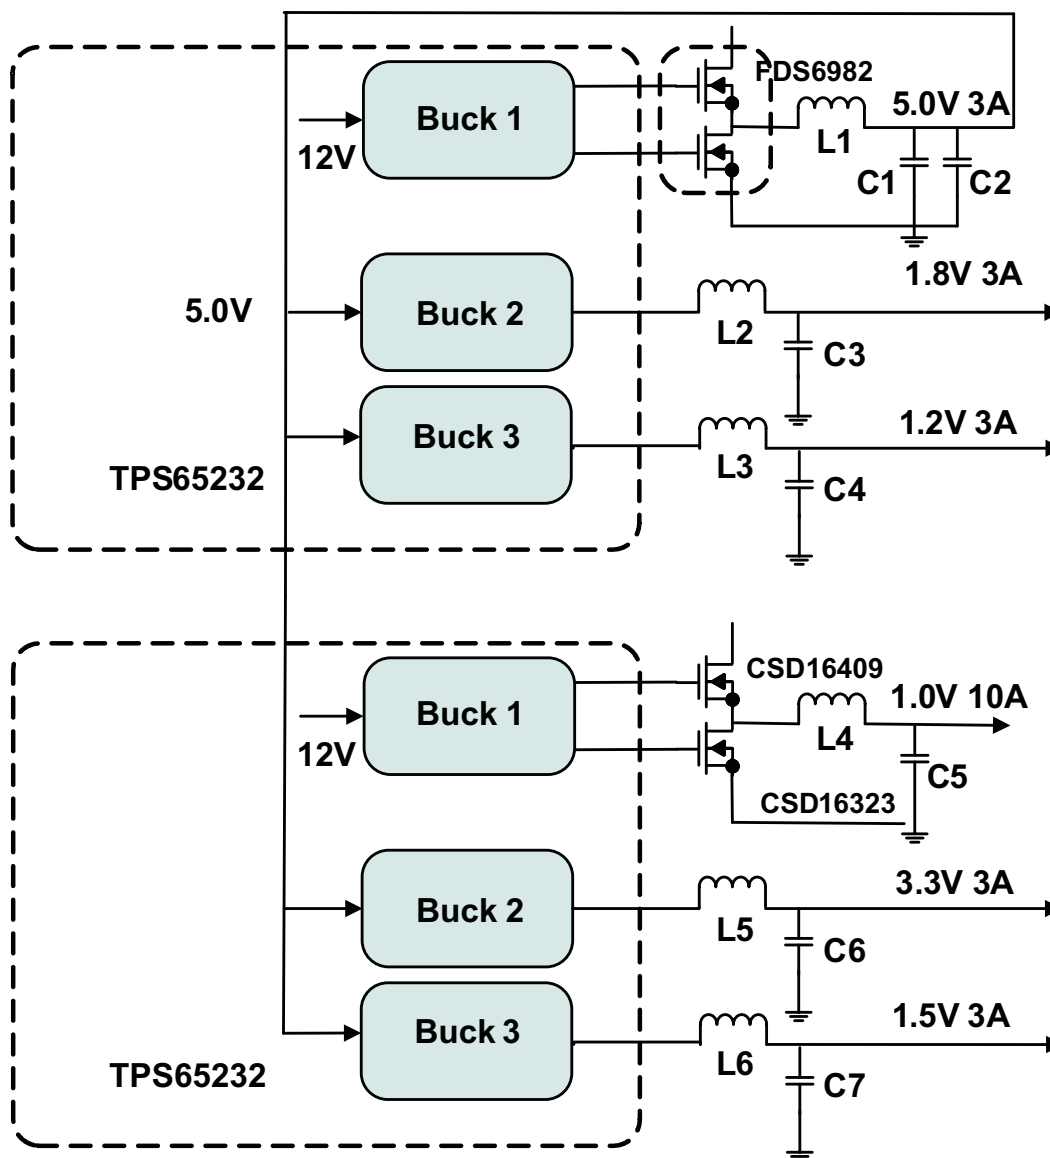 FDS6982
Buck 1
5.0V 3A
12V
L1
C1
C2
1.8V 3A
5.0V
Buck 2
L2
C3
1.2V 3A
Buck 3
L3
TPS65232
C4
CSD16409
1.0V 10A
Buck 1
12V
L4
C5
CSD16323
3.3V 3A
Buck 2
L5
C6
1.5V 3A
Buck 3
L6
TPS65232
C7